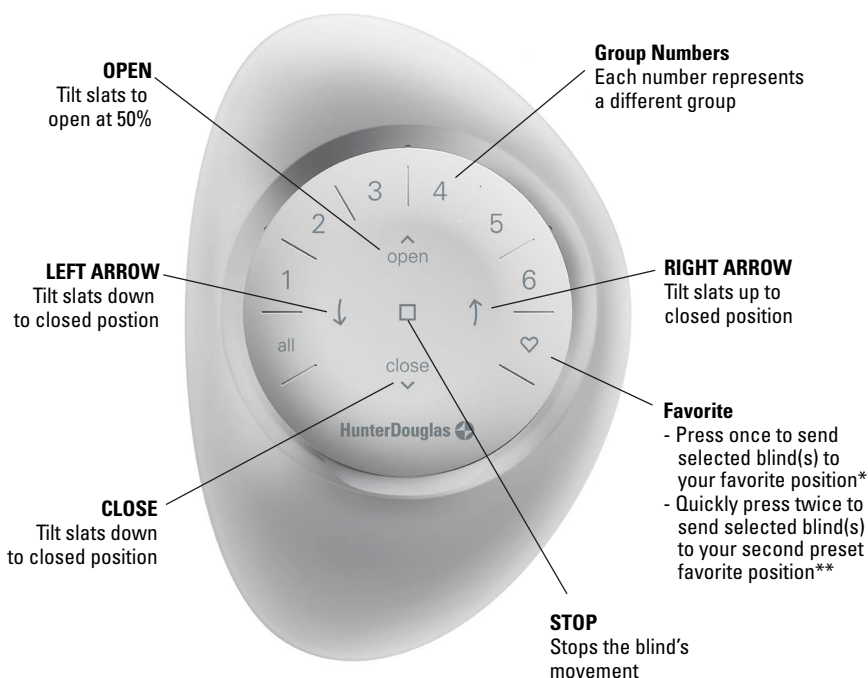 OPEN
Tilt slats to
open at 50%
Group Numbers
Each number represents
a different group
LEFT ARROW
Tilt slats down
to closed postion
RIGHT ARROW
Tilt slats up to
closed position
1
2
3
4
5
6
all
open
close
HunterDouglas
Favorite
- Press once to send
selected blind(s) to
your favorite position*
- Quickly press twice to
send selected blind(s)
to your second preset
favorite position**
CLOSE
Tilt slats down
to closed position
STOP
Stops the blind's
movement